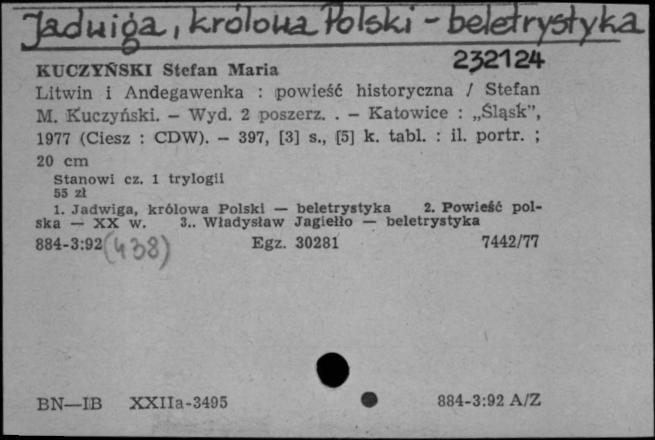 Jadwiga, królowa Polski - beletrystyka
232124
KUCZYŃSKI Stefan Maria
Litwin i Andegawenka : powieść historyczna / Stefan
M. Kuczyński. – Wyd. 2 poszerz. . – Katowice : „Śląsk”,
1977 (Ciesz : CDW). – 397, [3] s., [5] k. tabl. : il. portr. ;
20 cm
Stanowi cz. 1 trylogii
55 zł
1. Jadwiga, królowa Polski — beletrystyka 2. Powieść pol-
ska — XX w. 3.. Władysław Jagiełło — beletrystyka
884-3:92 (438) Egz. 30281 7442/77
BN—IB XXIIa-3495 884-3:92 A/Z